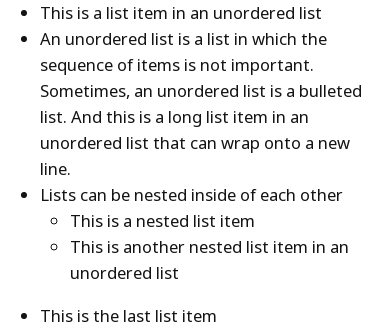 This is a list item in an unordered list
An unordered list is a list in which the
sequence of items is not important.
Sometimes, an unordered list is a bulleted
list. And this is a long list item in an
unordered list that can wrap onto a new
line.
Lists can be nested inside of each other
This is a nested list item
This is another nested list item in an
unordered list
This is the last list item